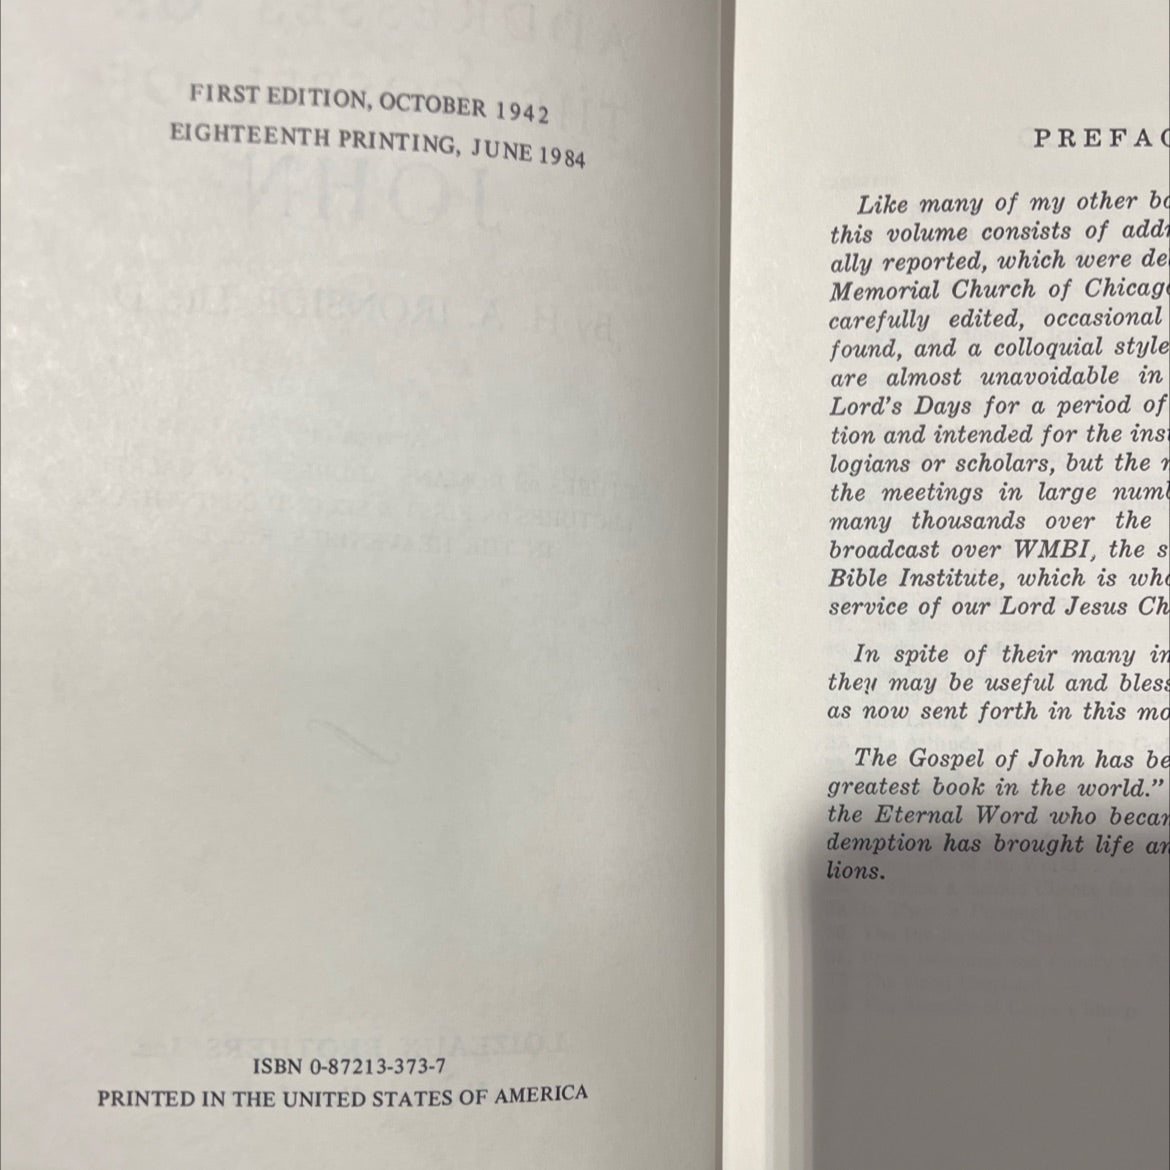 FIRST EDITION, OCTOBER 1942
EIGHTEENTH PRINTING, JUNE 1984
ISBN 0-87213-373-7
PRINTED IN THE UNITED STATES OF AMERICA
PREFAC
Like many of my other bo
this volume consists of addr
ally reported, which were de
Memorial Church of Chicag
carefully edited, occasional
found, and a colloquial style
are almost unavoidable in
Lord's Days for a period of
tion and intended for the inst
logians or scholars, but the
the meetings in large numb
many thousands over the
broadcast over WMBI, the s
Bible Institute, which is who
service of our Lord Jesus Ch
In spite of their many im
they may be useful and bless
as now sent forth in this mo
The Gospel of John has be
greatest book in the world."
the Eternal Word who becam
demption has brought life an
lions.